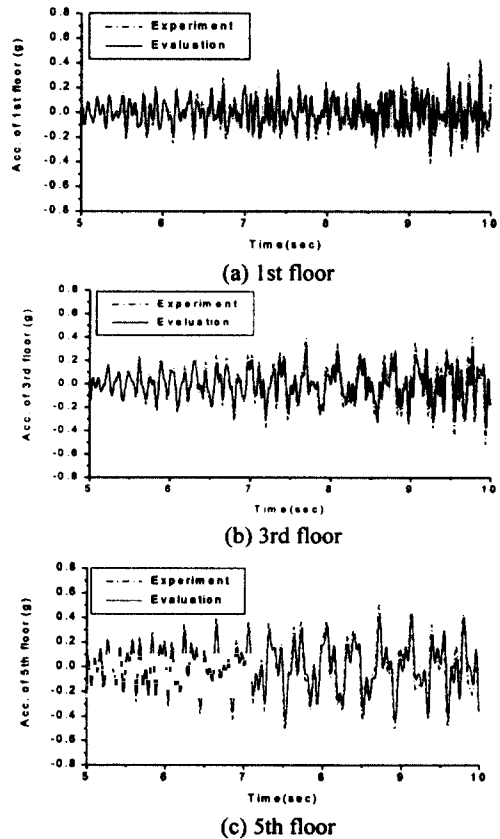 Experiment
Evaluation
Acc. of 1st floor (g)
0.8
0.6
0.4
0.2
0.0
-0.2
-0.4
-0.6
-0.8
5 6 7 8 9 10
Time(sec)
(a) 1st floor
Experiment
Evaluation
Acc. of 3rd floor (g)
0.8
0.6
0.4
0.2
0.0
-0.2
-0.4
-0.6
-0.8
5 6 7 8 9 10
Time(sec)
(b) 3rd floor
Experiment
Evaluation
Acc. of 5th floor (g)
0.8
0.6
0.4
0.2
0.0
-0.2
-0.4
-0.6
-0.8
5 6 7 8 9 10
Time(sec)
(c) 5th floor